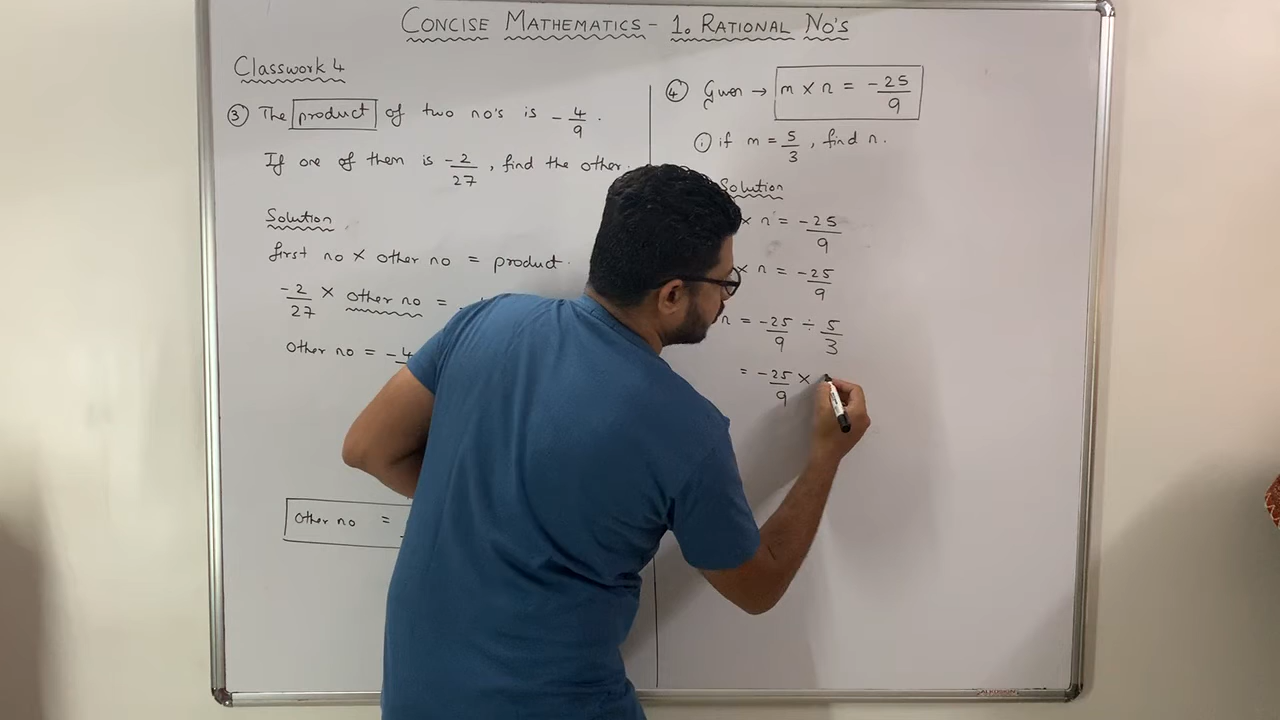 CONCISE MATHEMATICS - 1. RATIONAL NO'S
Classwork 4
③ The product of two no's is -4/9.
If one of them is -2/27, find the other.
Solution
first no × other no = product.
-2/27 × other no =
Other no = -4
Other no =
④ Given → m × n = -25/9
① if m = 5/3, find n.
Solution
× n = -25/9
× n = -25/9
n = -25/9 ÷ 5/3
= -25/9 ×